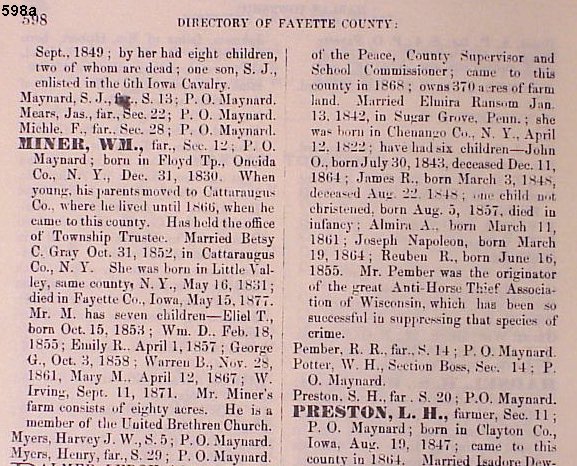 598a
598
DIRECTORY OF FAYETTE COUNTY:
Sept., 1849; by her had eight children,
two of whom are dead; one son, S. J.,
enlisted in the 6th Iowa Cavalry.
Maynard, S. J., far., S. 13; P. O. Maynard.
Mears, Jas., far., Sec. 22; P. O. Maynard.
Michle, F., far., Sec. 28; P. O. Maynard.
MINER, WM., far., Sec. 12; P. O.
Maynard; born in Floyd Tp., Oneida
Co., N. Y., Dec. 31, 1830. When
young, his parents moved to Cattaraugus
Co., where he lived until 1866, when he
came to this county. Has held the office
of Township Trustee. Married Betsy
C. Gray Oct. 31, 1852, in Cattaraugus
Co., N. Y. She was born in Little Val-
ley, same county, N. Y., May 16, 1831;
died in Fayette Co., Iowa, May 15, 1877.
Mr. M. has seven children—Eliel T.,
born Oct. 15, 1853; Wm. D., Feb. 18,
1855; Emily R., April 1, 1857; George
G., Oct. 3, 1858; Warren B., Nov. 28,
1861, Mary M., April 12, 1867; W.
Irving, Sept. 11, 1871. Mr. Miner's
farm consists of eighty acres. He is a
member of the United Brethren Church.
Myers, Harvey J. W., S. 5; P. O. Maynard.
Myers, Henry, far., S. 29; P. O. Maynard.
of the Peace, County Supervisor and
School Commissioner; came to this
county in 1868; owns 370 acres of farm
land. Married Elmira Ransom Jan.
13, 1842, in Sugar Grove, Penn.; she
was born in Chenango Co., N. Y., April
12, 1822; have had six children—John
O., born July 30, 1843, deceased Dec. 11,
1864; James R., born March 3, 1848,
deceased Aug. 22, 1848; one child not
christened, born Aug. 5, 1857, died in
infancy; Almira A., born March 11,
1861; Joseph Napoleon, born March
19, 1864; Reuben R., born June 16,
1855. Mr. Pember was the originator
of the great Anti-Horse Thief Associa-
tion of Wisconsin, which has been so
successful in suppressing that species of
crime.
Pember, R. R., far., S. 14; P. O. Maynard.
Potter, W. H., Section Boss, Sec. 14; P.
O. Maynard.
Preston, S. H., far., S. 20; P.O. Maynard.
PRESTON, L. H., farmer, Sec. 11;
P. O. Maynard; born in Clayton Co.,
Iowa, Aug. 19, 1847; came to this
county in 1864. Married Isadore Dow-